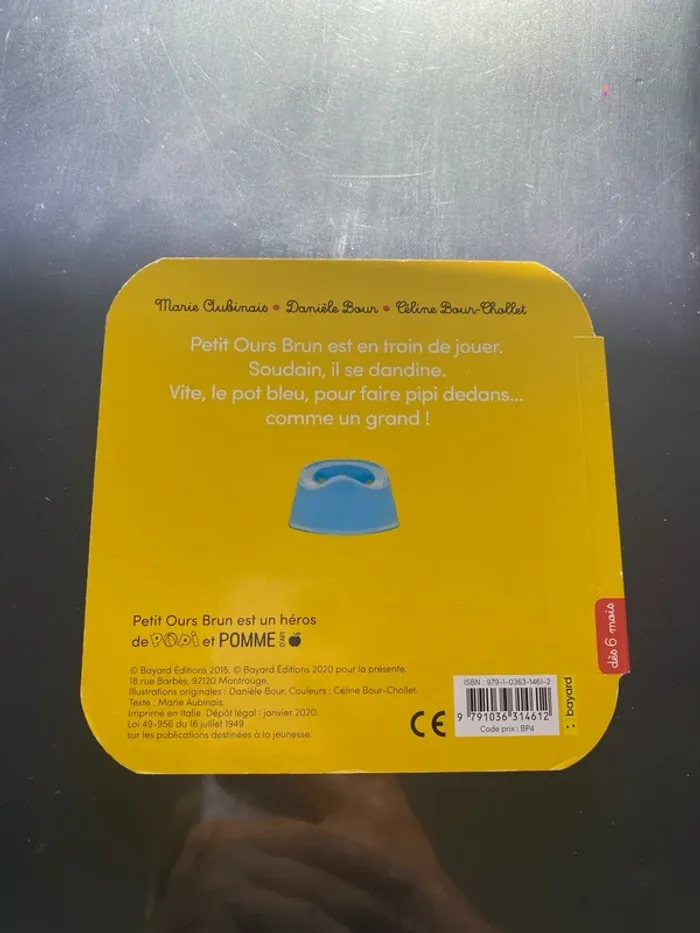 Marie Aubinais • Danièle Bour • Céline Bour-Chollet
Petit Ours Brun est en train de jouer.
Soudain, il se dandine.
Vite, le pot bleu, pour faire pipi dedans...
comme un grand !
dès 6 mois
Petit Ours Brun est un héros
de POPI et POMME D'API
© Bayard Éditions 2015, © Bayard Éditions 2020 pour la présente.
18 rue Barbès, 92120 Montrouge.
Illustrations originales : Danièle Bour, Couleurs : Céline Bour-Chollet.
Texte : Marie Aubinais.
Imprimé en Italie. Dépôt légal : janvier 2020.
Loi 49-956 du 16 juillet 1949
sur les publications destinées à la jeunesse.
CE
ISBN : 979-1-0363-1461-2
9 791036 314612
Code prix : BP4
bayard